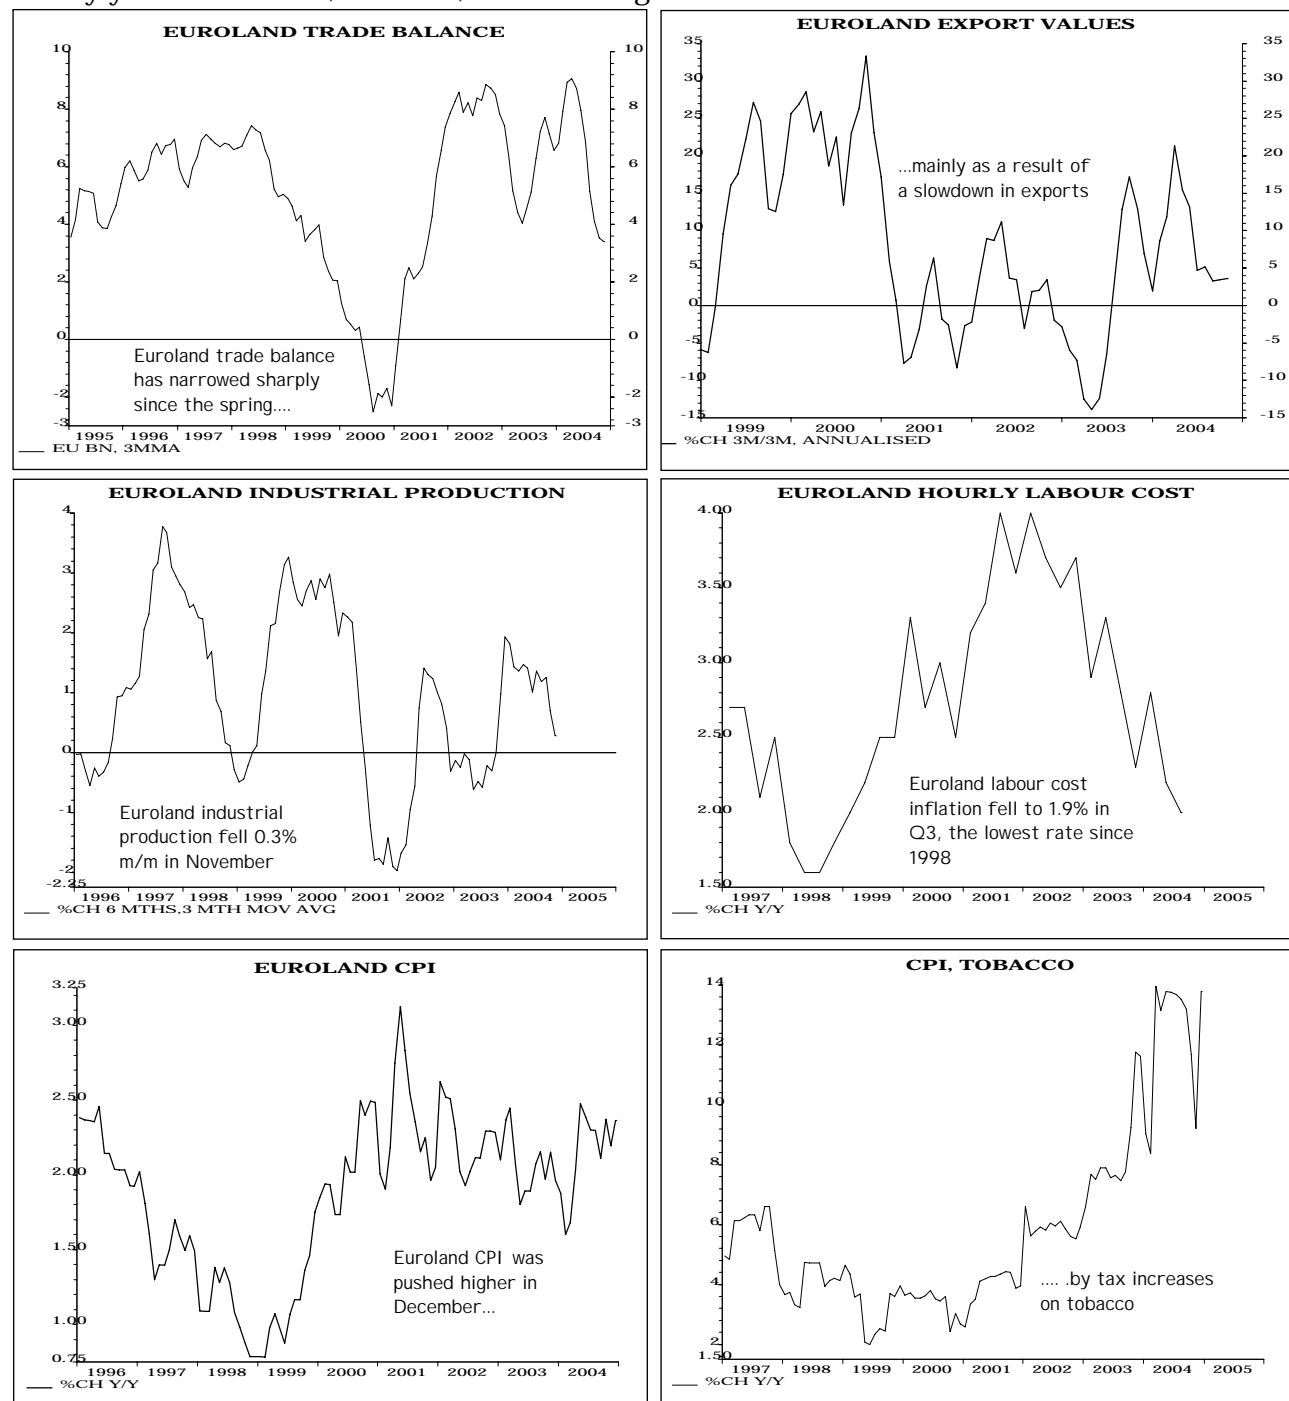 EUROLAND TRADE BALANCE
10 10
8 8
6 6
4 4
2 2
0 0
-2 -2
-3 -3
Euroland trade balance
has narrowed sharply
since the spring....
1995 1996 1997 1998 1999 2000 2001 2002 2003 2004
EU BN, 3MMA
EUROLAND EXPORT VALUES
35 35
30 30
25 25
20 20
15 15
10 10
5 5
0 0
-5 -5
-10 -10
-15 -15
...mainly as a result of
a slowdown in exports
1999 2000 2001 2002 2003 2004
%CH 3M/3M, ANNUALISED
EUROLAND INDUSTRIAL PRODUCTION
4
3
2
1
0
-1
-2
-2.25
Euroland industrial
production fell 0.3%
m/m in November
1996 1997 1998 1999 2000 2001 2002 2003 2004 2005
%CH 6 MTHS,3 MTH MOV AVG
EUROLAND HOURLY LABOUR COST
4.00
3.50
3.00
2.50
2.00
1.50
Euroland labour cost
inflation fell to 1.9% in
Q3, the lowest rate since
1998
1997 1998 1999 2000 2001 2002 2003 2004 2005
%CH Y/Y
EUROLAND CPI
3.25
3.00
2.50
2.00
1.50
1.00
0.75
Euroland CPI was
pushed higher in
December...
1996 1997 1998 1999 2000 2001 2002 2003 2004
%CH Y/Y
CPI, TOBACCO
14
12
10
8
6
4
2
1.50
.... .by tax increases
on tobacco
1997 1998 1999 2000 2001 2002 2003 2004 2005
%CH Y/Y